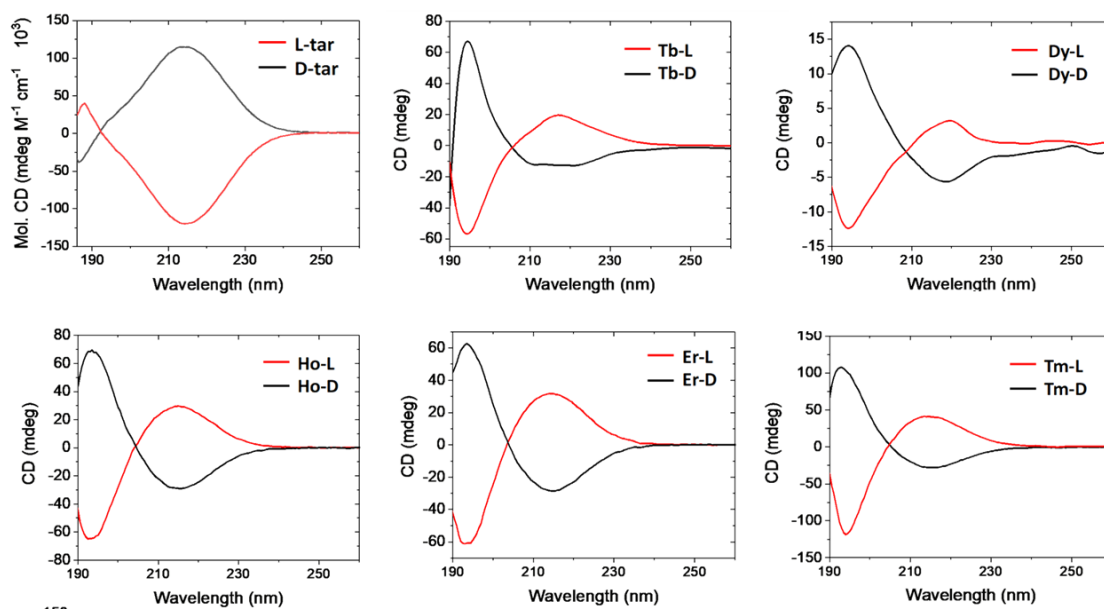 Mol. CD (mdeg M⁻¹ cm⁻¹ 10³)
150
100
50
0
-50
-100
-150
L-tar
D-tar
190 210 230 250
Wavelength (nm)
CD (mdeg)
80
60
40
20
0
-20
-40
-60
Tb-L
Tb-D
190 210 230 250
Wavelength (nm)
CD (mdeg)
15
10
5
0
-5
-10
-15
Dy-L
Dy-D
190 210 230 250
Wavelength (nm)
CD (mdeg)
80
60
40
20
0
-20
-40
-60
-80
Ho-L
Ho-D
190 210 230 250
Wavelength (nm)
CD (mdeg)
60
40
20
0
-20
-40
-60
Er-L
Er-D
190 210 230 250
Wavelength (nm)
CD (mdeg)
100
50
0
-50
-100
-150
Tm-L
Tm-D
190 210 230 250
Wavelength (nm)